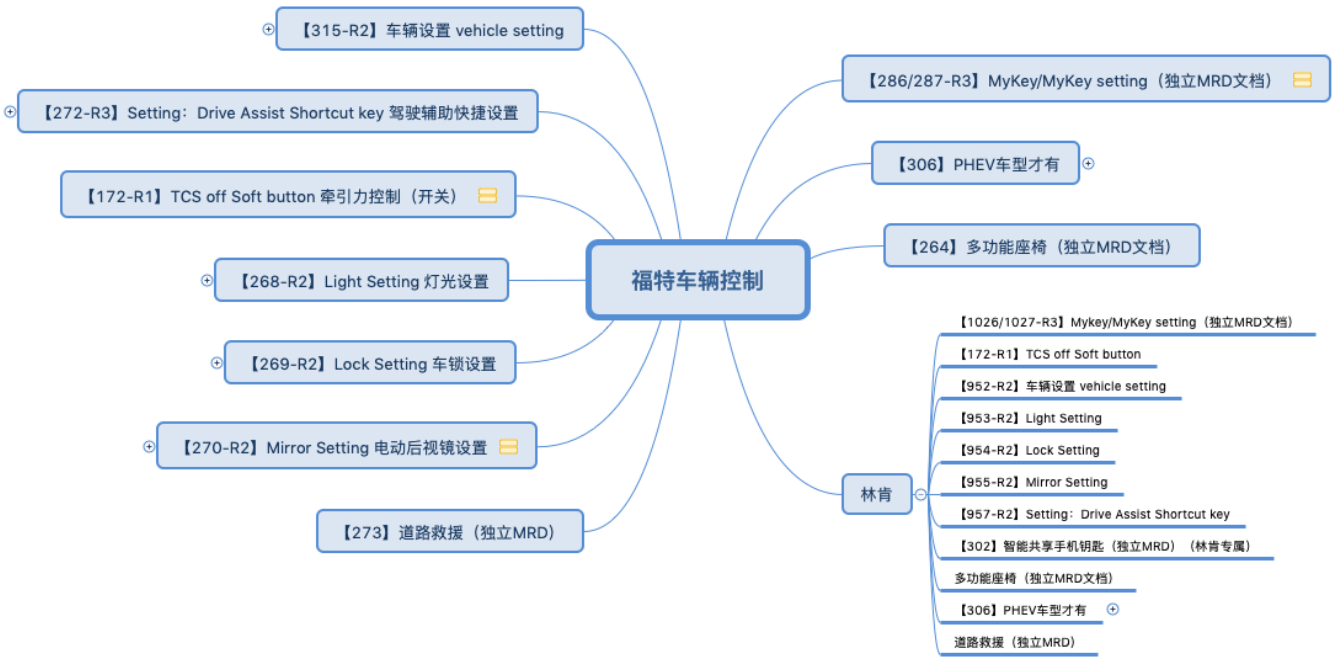 【315-R2】车辆设置 vehicle setting
【272-R3】Setting：Drive Assist Shortcut key 驾驶辅助快捷设置
【172-R1】TCS off Soft button 牵引力控制（开关）
【268-R2】Light Setting 灯光设置
【269-R2】Lock Setting 车锁设置
【270-R2】Mirror Setting 电动后视镜设置
【273】道路救援（独立MRD）
福特车辆控制
【286/287-R3】MyKey/MyKey setting（独立MRD文档）
【306】PHEV车型才有
【264】多功能座椅（独立MRD文档）
林肯
【1026/1027-R3】Mykey/MyKey setting（独立MRD文档）
【172-R1】TCS off Soft button
【952-R2】车辆设置 vehicle setting
【953-R2】Light Setting
【954-R2】Lock Setting
【955-R2】Mirror Setting
【957-R2】Setting：Drive Assist Shortcut key
【302】智能共享手机钥匙（独立MRD）（林肯专属）
多功能座椅（独立MRD文档）
【306】PHEV车型才有
道路救援（独立MRD）